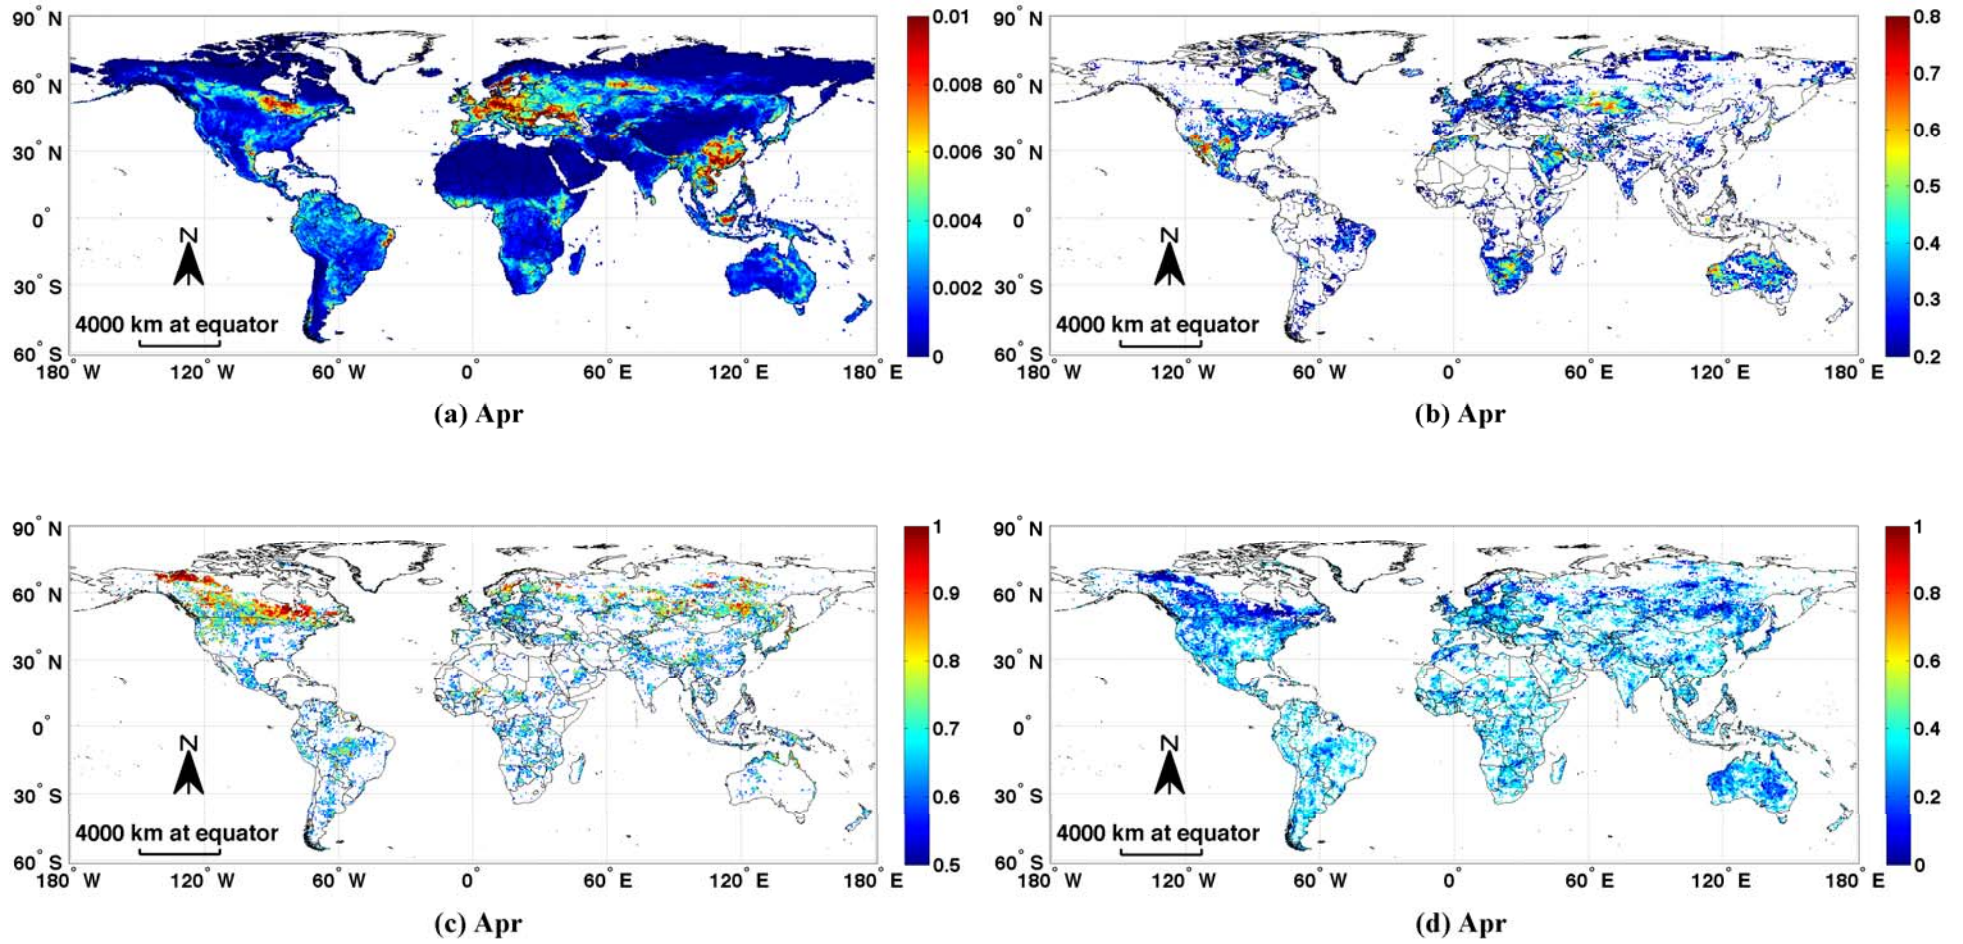 90° N
60° N
30° N
0°
30° S
60° S
180° W
120° W
60° W
0°
60° E
120° E
180° E
N
4000 km at equator
0.01
0.008
0.006
0.004
0.002
0
(a) Apr
90° N
60° N
30° N
0°
30° S
60° S
180° W
120° W
60° W
0°
60° E
120° E
180° E
N
4000 km at equator
0.8
0.7
0.6
0.5
0.4
0.3
0.2
(b) Apr
90° N
60° N
30° N
0°
30° S
60° S
180° W
120° W
60° W
0°
60° E
120° E
180° E
N
4000 km at equator
1
0.9
0.8
0.7
0.6
0.5
(c) Apr
90° N
60° N
30° N
0°
30° S
60° S
180° W
120° W
60° W
0°
60° E
120° E
180° E
N
4000 km at equator
1
0.8
0.6
0.4
0.2
0
(d) Apr